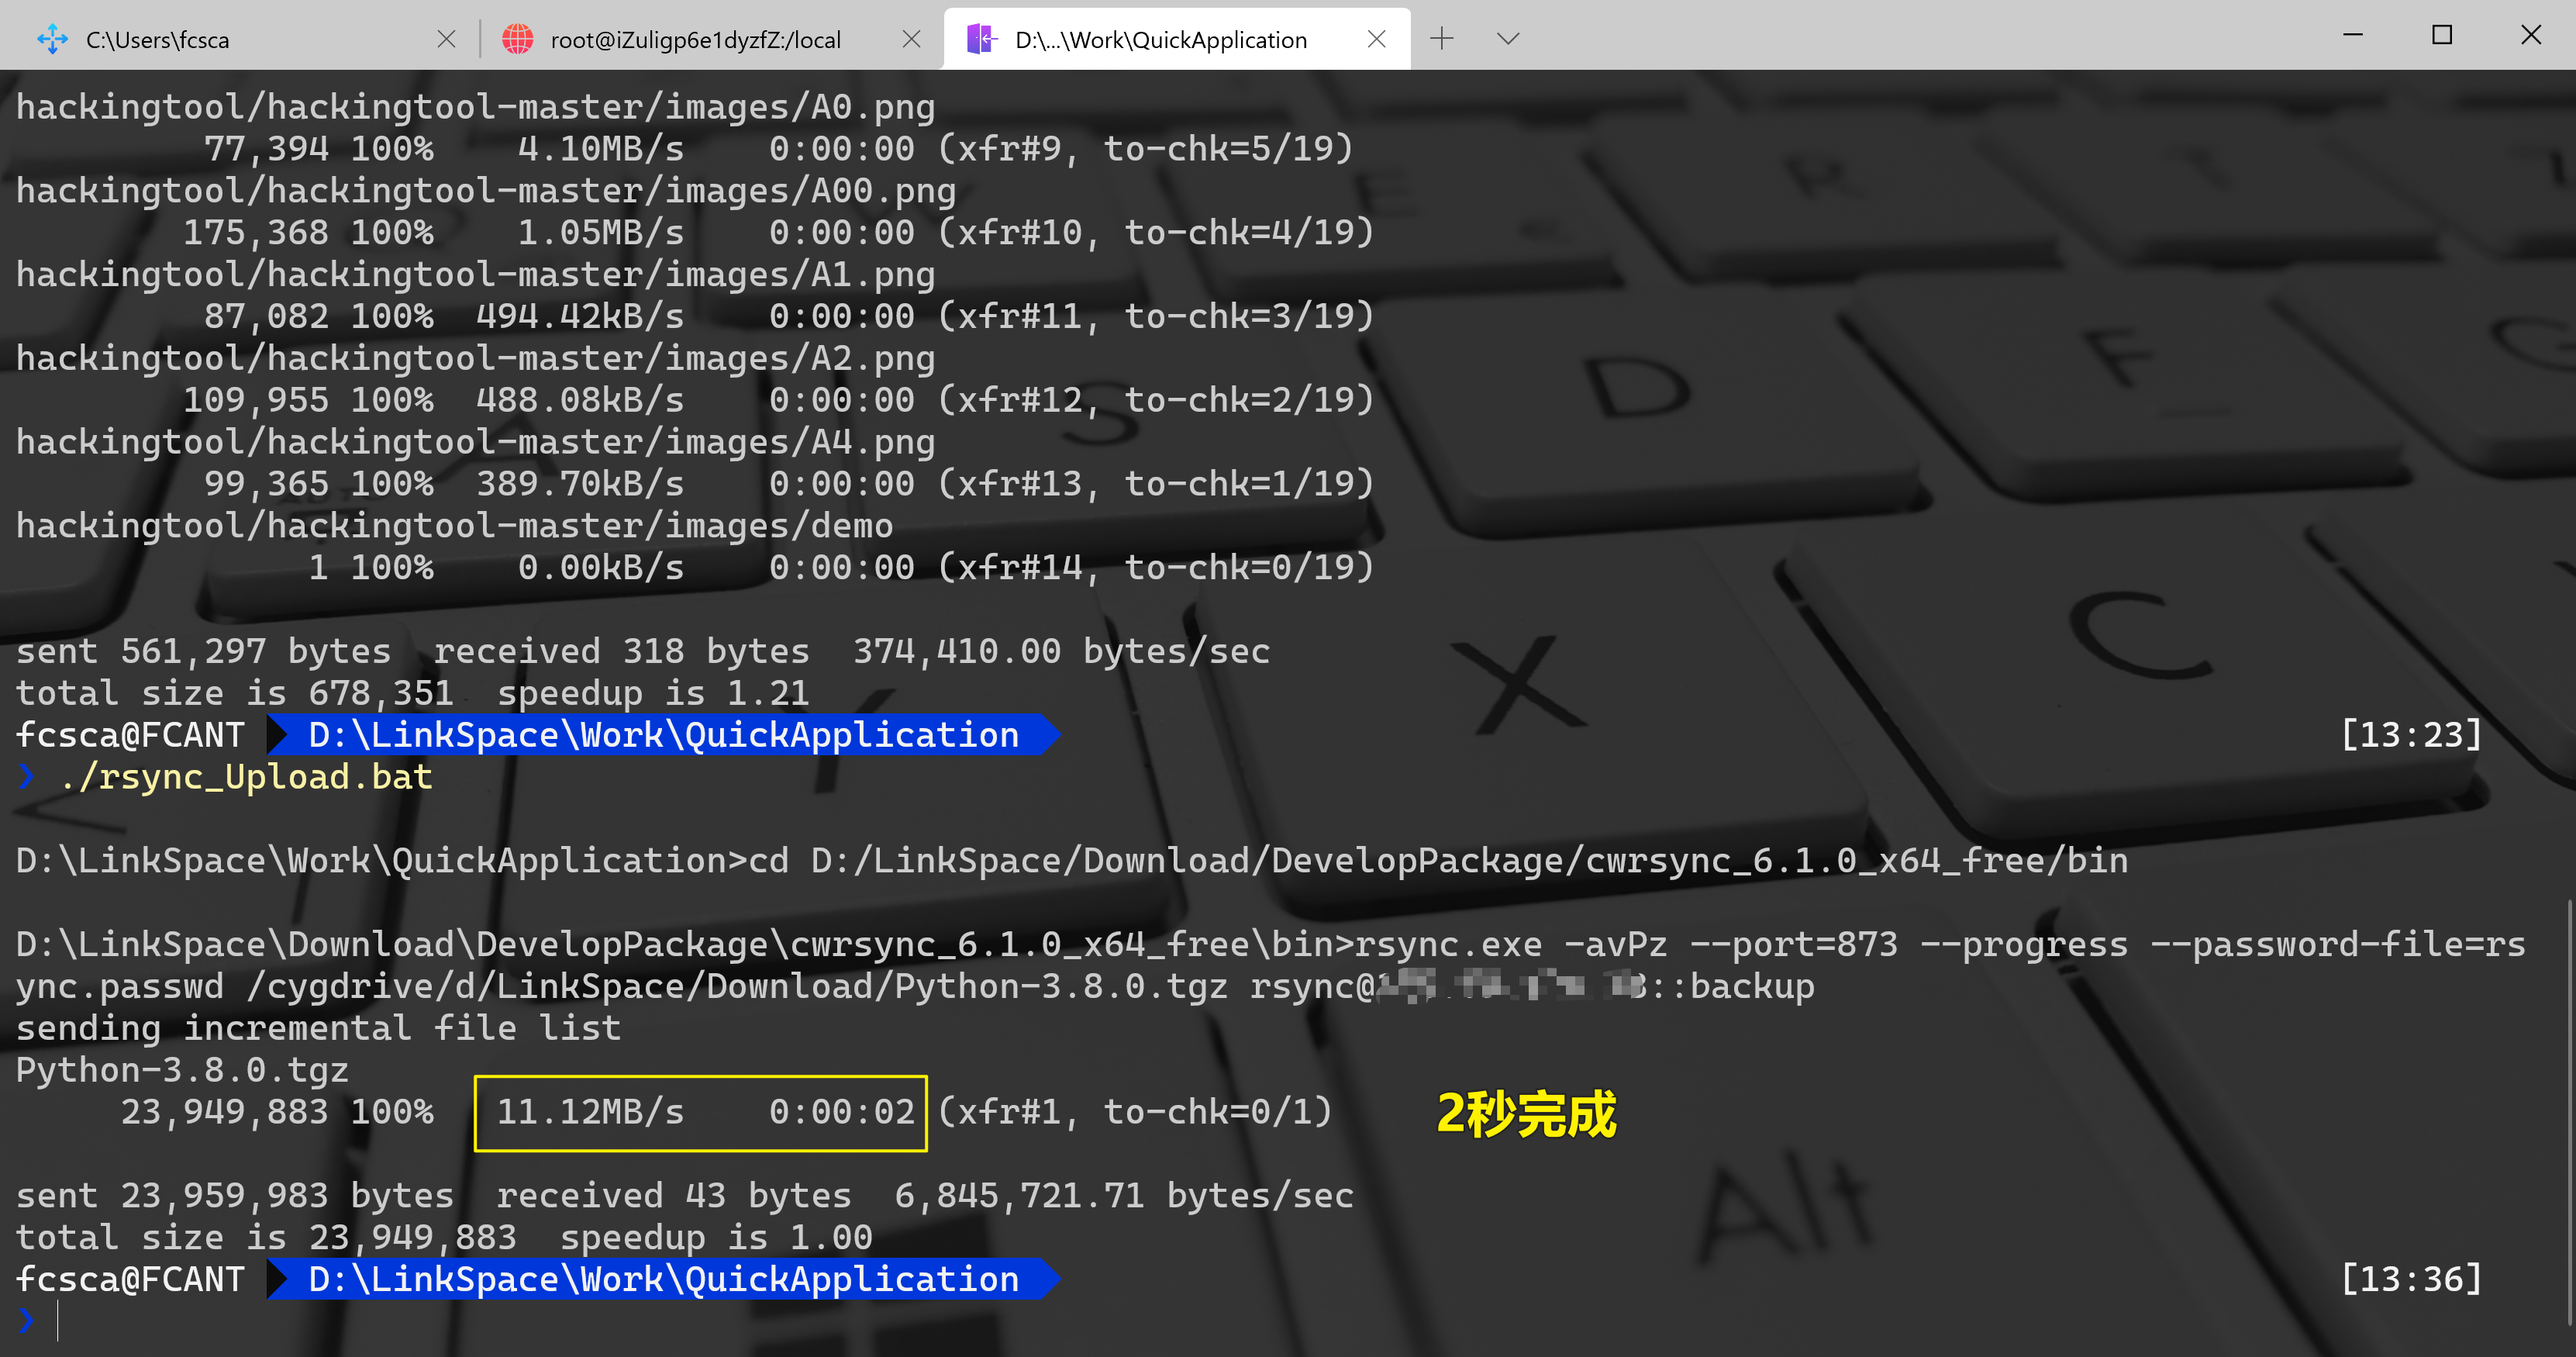 C:\Users\fcsca
root@iZuligp6e1dyzfZ:/local
D:\...\Work\QuickApplication
hackingtool/hackingtool-master/images/A0.png
77,394 100% 4.10MB/s 0:00:00 (xfr#9, to-chk=5/19)
hackingtool/hackingtool-master/images/A00.png
175,368 100% 1.05MB/s 0:00:00 (xfr#10, to-chk=4/19)
hackingtool/hackingtool-master/images/A1.png
87,082 100% 494.42kB/s 0:00:00 (xfr#11, to-chk=3/19)
hackingtool/hackingtool-master/images/A2.png
109,955 100% 488.08kB/s 0:00:00 (xfr#12, to-chk=2/19)
hackingtool/hackingtool-master/images/A4.png
99,365 100% 389.70kB/s 0:00:00 (xfr#13, to-chk=1/19)
hackingtool/hackingtool-master/images/demo
1 100% 0.00kB/s 0:00:00 (xfr#14, to-chk=0/19)
sent 561,297 bytes received 318 bytes 374,410.00 bytes/sec
total size is 678,351 speedup is 1.21
fcsca@FCANT D:\LinkSpace\Work\QuickApplication [13:23]
❯ ./rsync_Upload.bat
D:\LinkSpace\Work\QuickApplication>cd D:/LinkSpace/Download/DevelopPackage/cwrsync_6.1.0_x64_free/bin
D:\LinkSpace\Download\DevelopPackage\cwrsync_6.1.0_x64_free\bin>rsync.exe -avPz --port=873 --progress --password-file=rs
ync.passwd /cygdrive/d/LinkSpace/Download/Python-3.8.0.tgz rsync@ ::backup
sending incremental file list
Python-3.8.0.tgz
23,949,883 100% 11.12MB/s 0:00:02 (xfr#1, to-chk=0/1) 2秒完成
sent 23,959,983 bytes received 43 bytes 6,845,721.71 bytes/sec
total size is 23,949,883 speedup is 1.00
fcsca@FCANT D:\LinkSpace\Work\QuickApplication [13:36]
❯